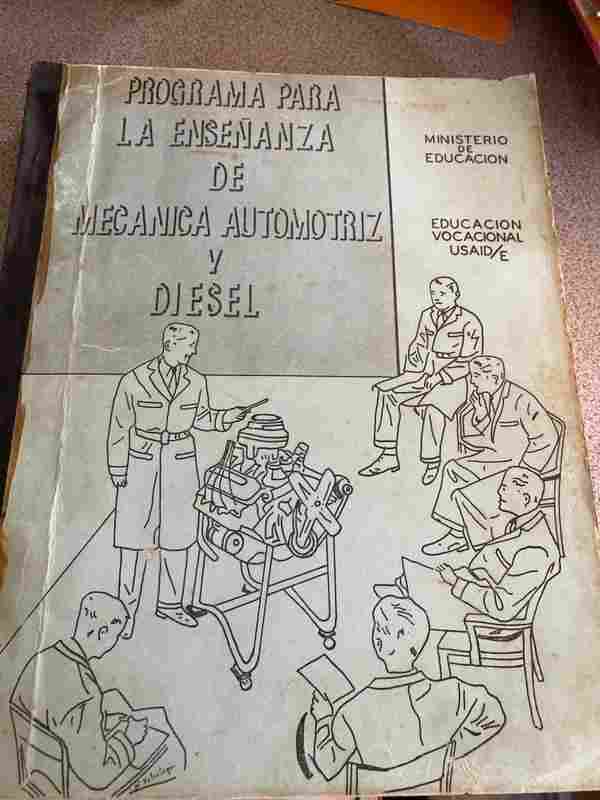 PROGRAMA PARA
LA ENSEÑANZA
DE
MECANICA AUTOMOTRIZ
Y
DIESEL
MINISTERIO
DE
EDUCACION
EDUCACION
VOCACIONAL
USAID/E